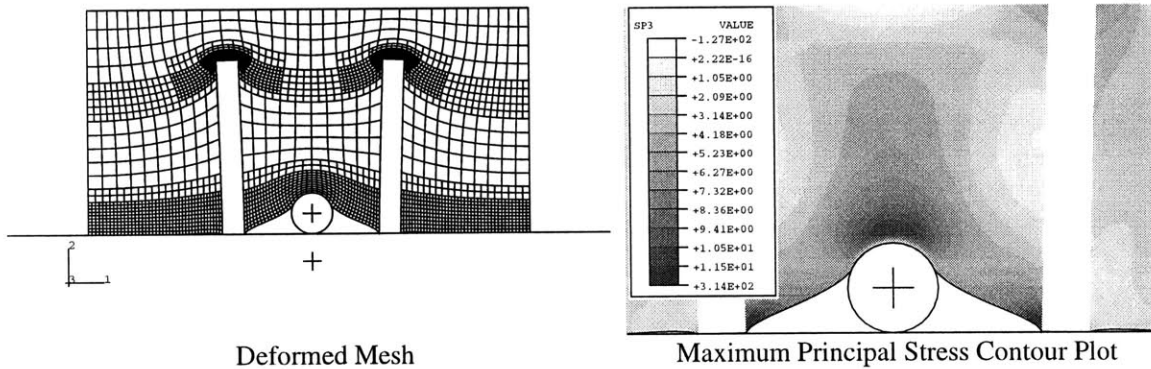 2
3 1
Deformed Mesh
SP3 VALUE
-1.27E+02
+2.22E-16
+1.05E+00
+2.09E+00
+3.14E+00
+4.18E+00
+5.23E+00
+6.27E+00
+7.32E+00
+8.36E+00
+9.41E+00
+1.05E+01
+1.15E+01
+3.14E+02
Maximum Principal Stress Contour Plot